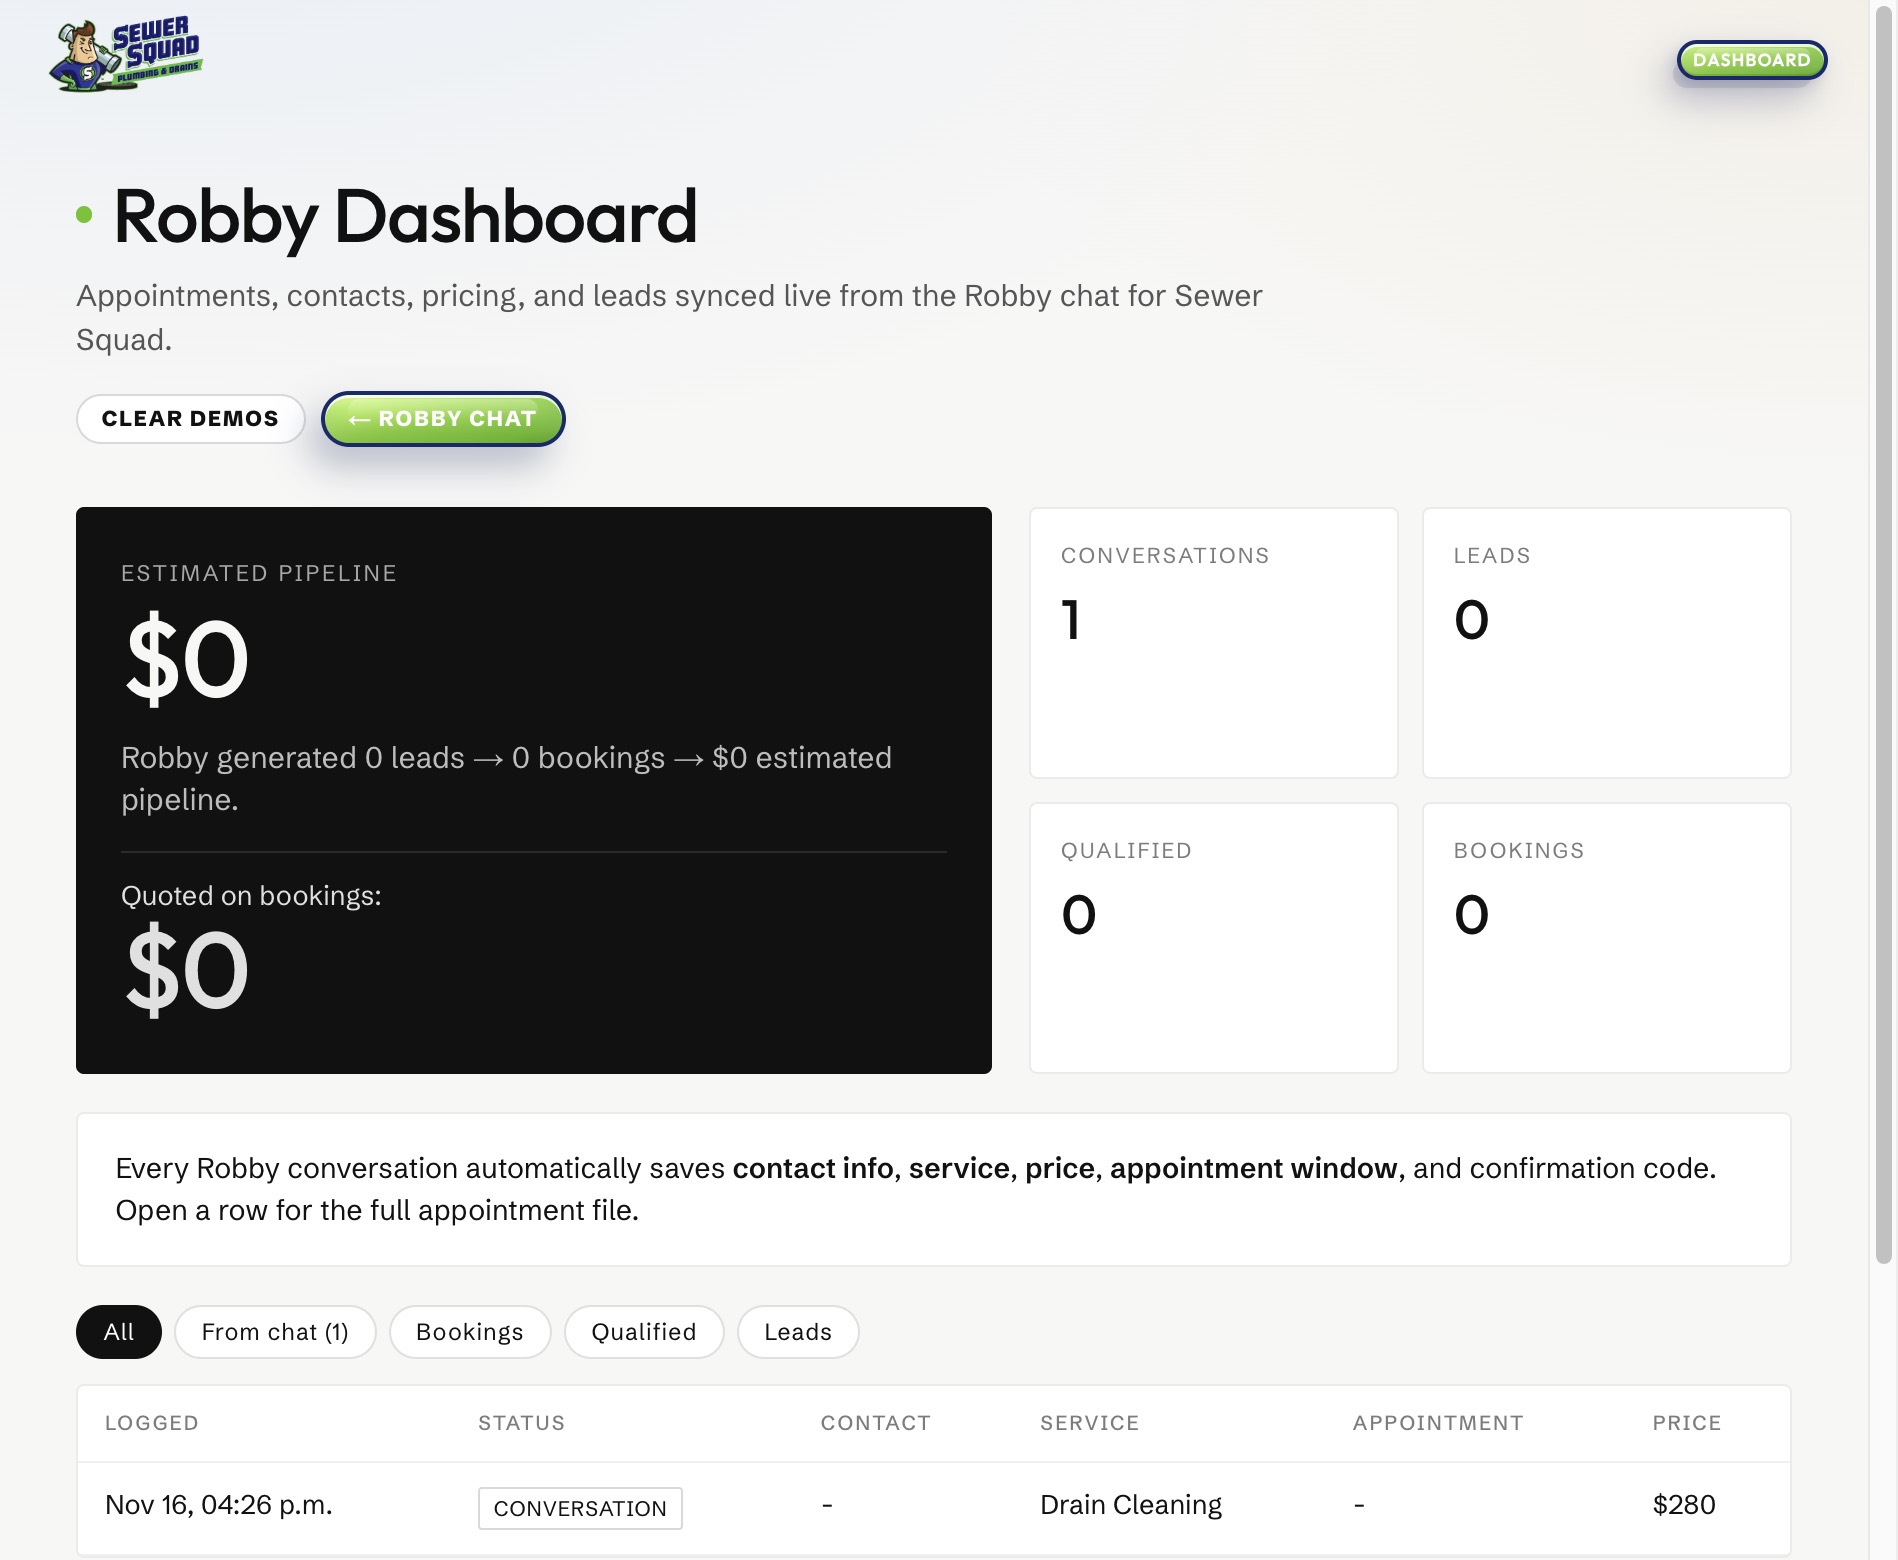 SEWER
SQUAD
PLUMBING & DRAINS
S
DASHBOARD
Robby Dashboard
Appointments, contacts, pricing, and leads synced live from the Robby chat for Sewer
Squad.
CLEAR DEMOS
← ROBBY CHAT
ESTIMATED PIPELINE
$0
Robby generated 0 leads → 0 bookings → $0 estimated
pipeline.
Quoted on bookings:
$0
CONVERSATIONS
1
LEADS
0
QUALIFIED
0
BOOKINGS
0
Every Robby conversation automatically saves contact info, service, price, appointment window, and confirmation code.
Open a row for the full appointment file.
All From chat (1) Bookings Qualified Leads
LOGGED STATUS CONTACT SERVICE APPOINTMENT PRICE
Nov 16, 04:26 p.m. CONVERSATION - Drain Cleaning - $280